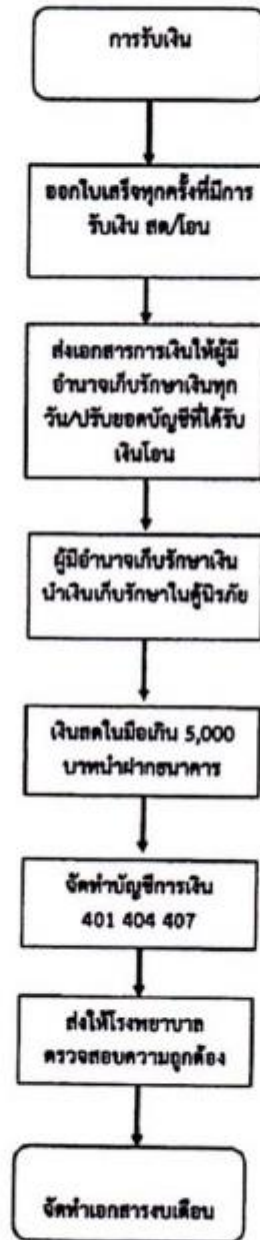 การรับเงิน
ออกใบเสร็จทุกครั้งที่มีการ
รับเงิน สด/โอน
ส่งเอกสารการเงินให้ผู้มี
อำนาจเก็บรักษาเงินทุก
วัน/ปรับยอดบัญชีที่ได้รับ
เงินโอน
ผู้มีอำนาจเก็บรักษาเงิน
นำเงินเก็บรักษาในตู้นิรภัย
เงินสดในมือเกิน 5,000
บาทนำฝากธนาคาร
จัดทำบัญชีการเงิน
401 404 407
ส่งให้โรงพยาบาล
ตรวจสอบความถูกต้อง
จัดทำเอกสารงบเดือน